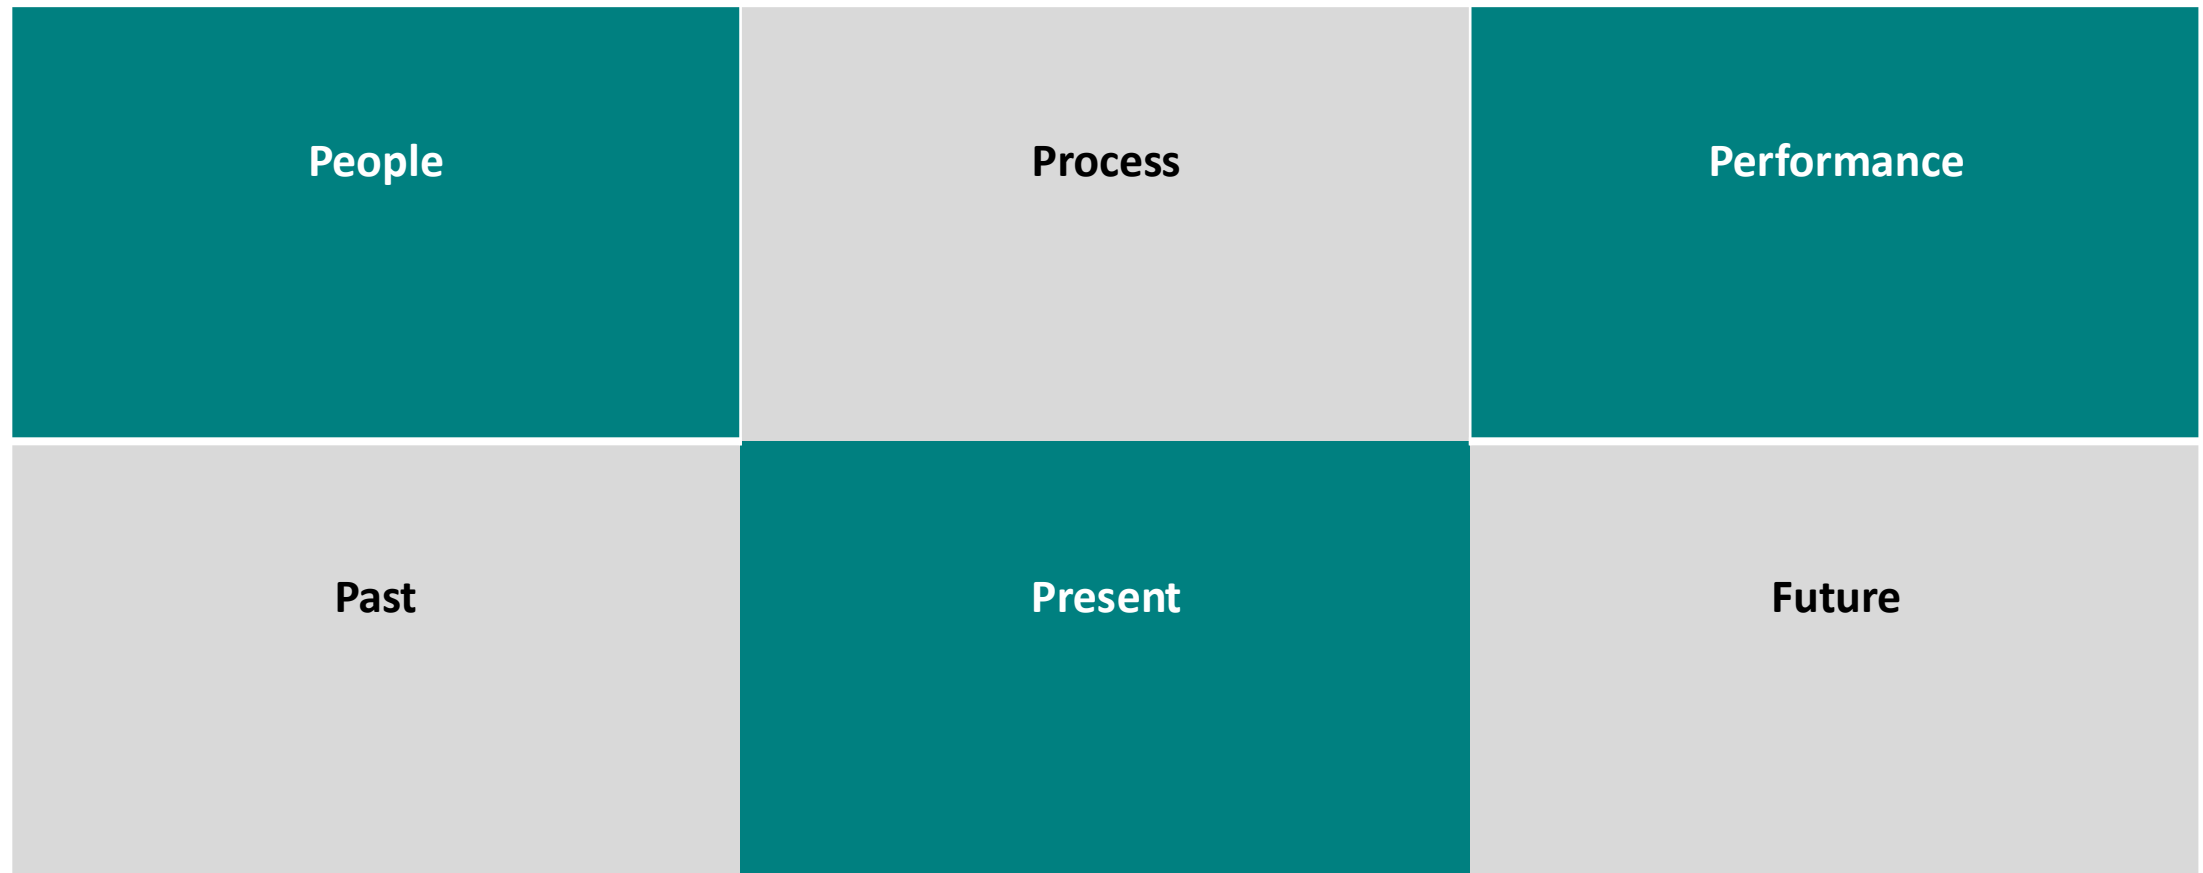 People
Process
Performance
Past
Present
Future